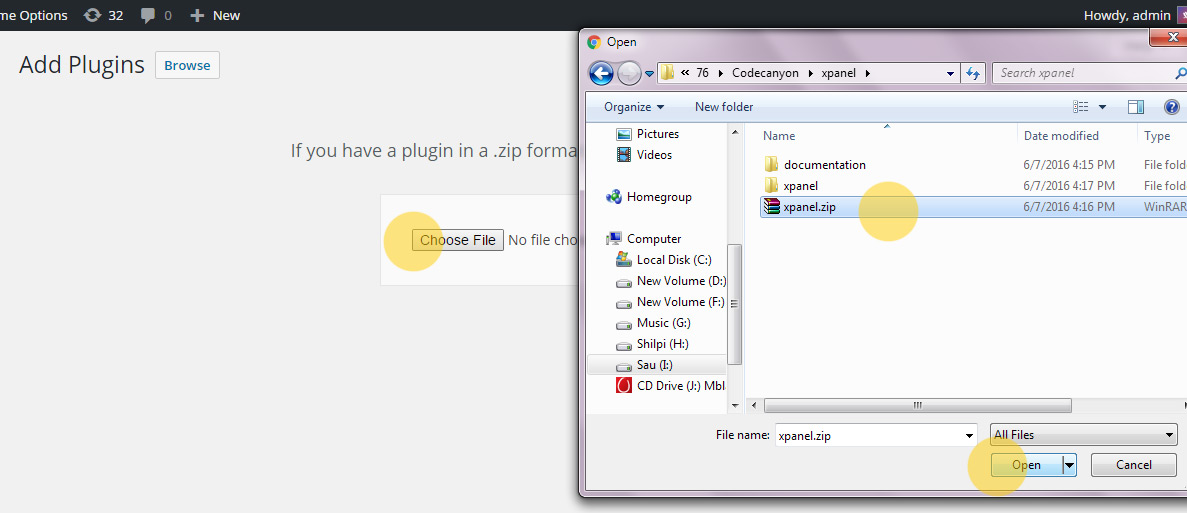 me Options 32 0 New Howdy, admin
Add Plugins Browse
If you have a plugin in a .zip forma
Choose File No file cho
Open
« 76 Codecanyon xpanel Search xpanel
Organize New folder
Pictures
Videos
Homegroup
Computer
Local Disk (C:)
New Volume (D:)
New Volume (F:)
Music (G:)
Shilpi (H:)
Sau (I:)
CD Drive (J:) Mbl
Name Date modified Type
documentation 6/7/2016 4:15 PM File fold
xpanel 6/7/2016 4:17 PM File fold
xpanel.zip 6/7/2016 4:16 PM WinRAR
File name: xpanel.zip All Files
Open Cancel